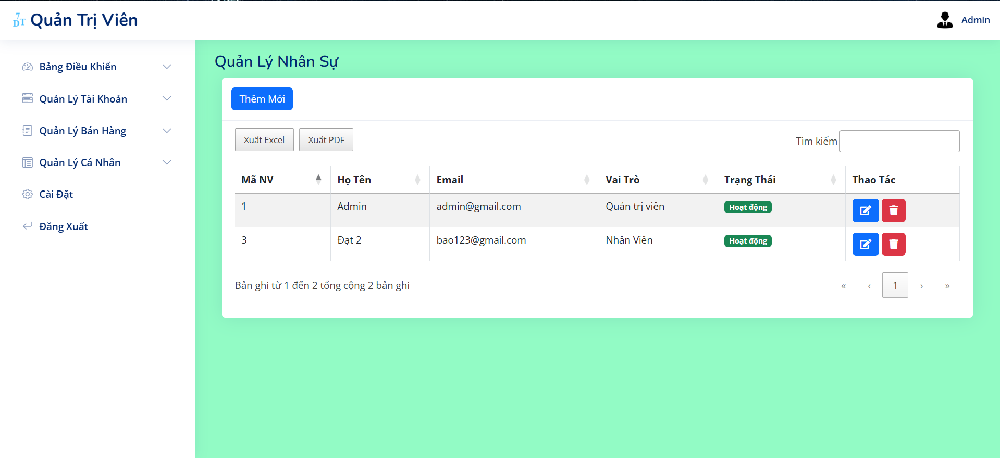 7
DT Quản Trị Viên
Admin
Bảng Điều Khiển
Quản Lý Tài Khoản
Quản Lý Bán Hàng
Quản Lý Cá Nhân
Cài Đặt
Đăng Xuất
Quản Lý Nhân Sự
Thêm Mới
Xuất Excel Xuất PDF
Tìm kiếm
Mã NV Họ Tên Email Vai Trò Trạng Thái Thao Tác
1 Admin admin@gmail.com Quản trị viên Hoạt động
3 Đạt 2 bao123@gmail.com Nhân Viên Hoạt động
Bản ghi từ 1 đến 2 tổng cộng 2 bản ghi
« ‹ 1 › »